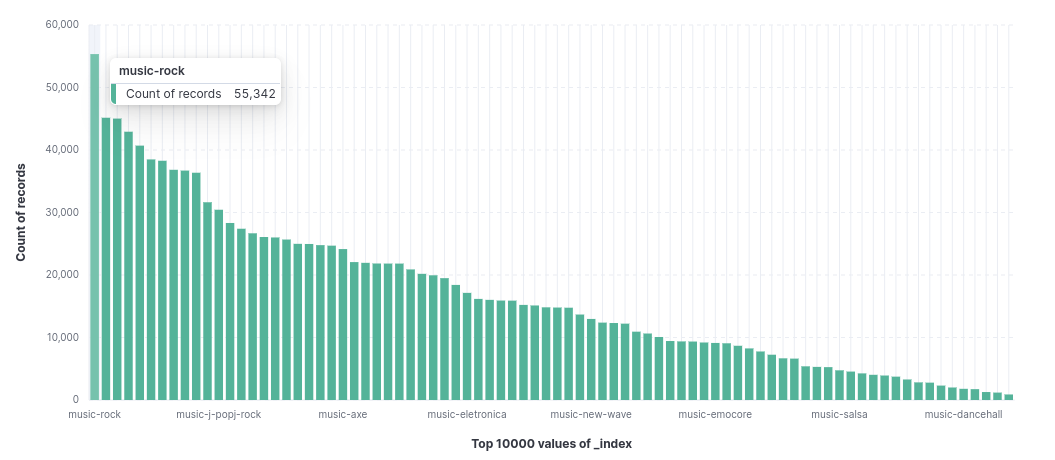 60,000
music-rock
Count of records 55,342
50,000
40,000
30,000
20,000
10,000
0
Count of records
music-rock music-j-popj-rock music-axe music-eletronica music-new-wave music-emocore music-salsa music-dancehall
Top 10000 values of _index